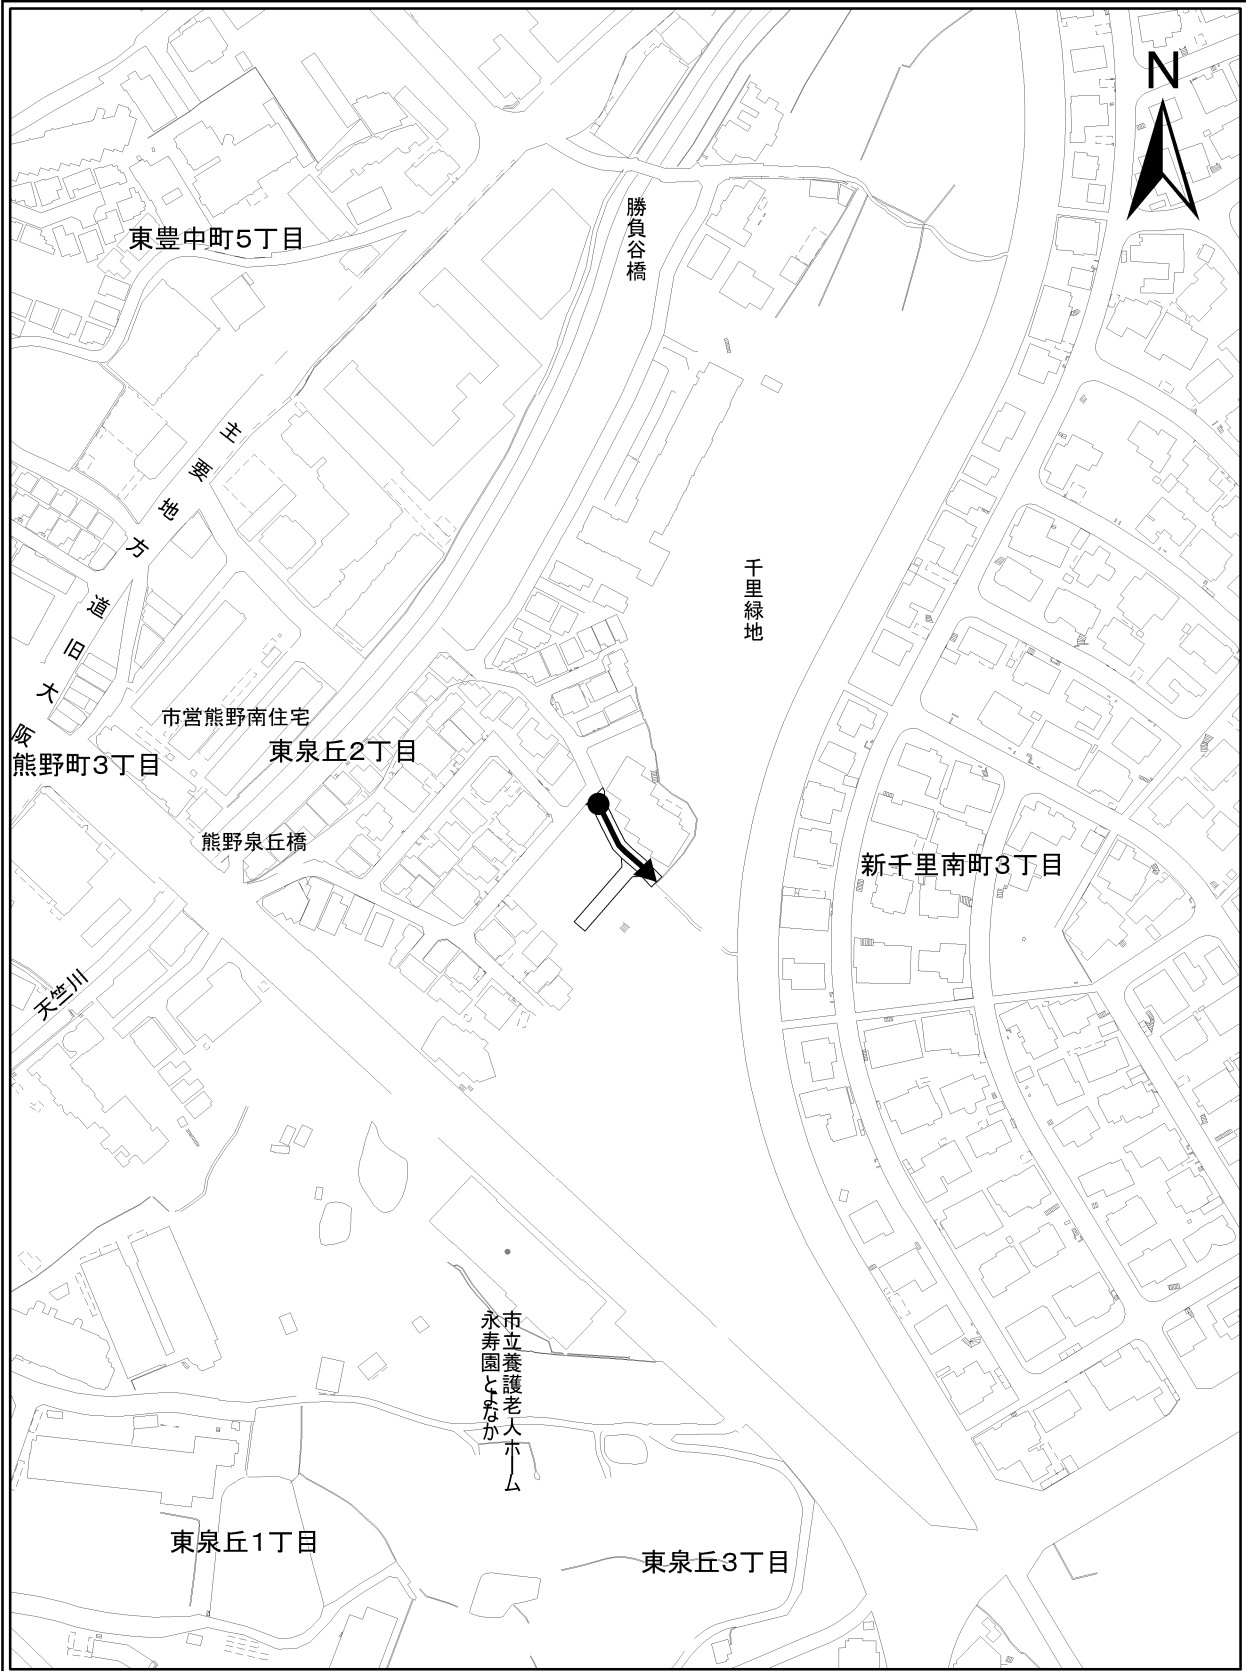 N
東豊中町5丁目
勝負谷橋
主要地方道旧大阪
千里緑地
市営熊野南住宅
東泉丘2丁目
熊野町3丁目
熊野泉丘橋
新千里南町3丁目
天竺川
市立養護老人ホーム
永寿園とよなか
東泉丘1丁目
東泉丘3丁目